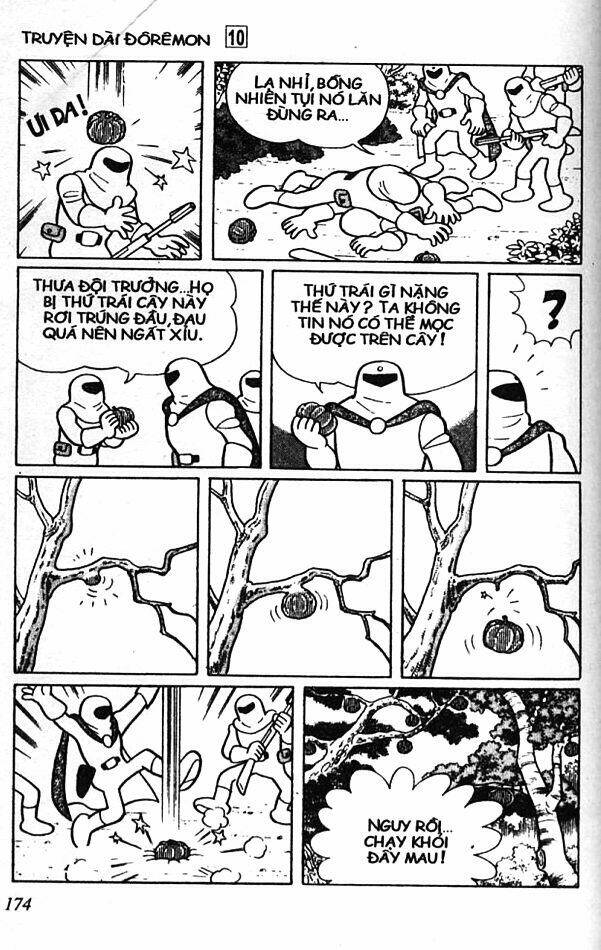 TRUYỆN DÀI ĐÔRÊMON 10
ƯI DA!
LẠ NHỈ, BỖNG
NHIÊN TỤI NÓ LĂN
ĐÙNG RA...
THƯA ĐỘI TRƯỞNG...HỌ
BỊ THỨ TRÁI CÂY NÀY
RƠI TRÚNG ĐẦU, ĐAU
QUÁ NÊN NGẤT XỈU.
THỨ TRÁI GÌ NẶNG
THẾ NÀY? TA KHÔNG
TIN NÓ CÓ THỂ MỌC
ĐƯỢC TRÊN CÂY!
?
NGUY RỒI...
CHẠY KHỎI
ĐÂY MAU!
174